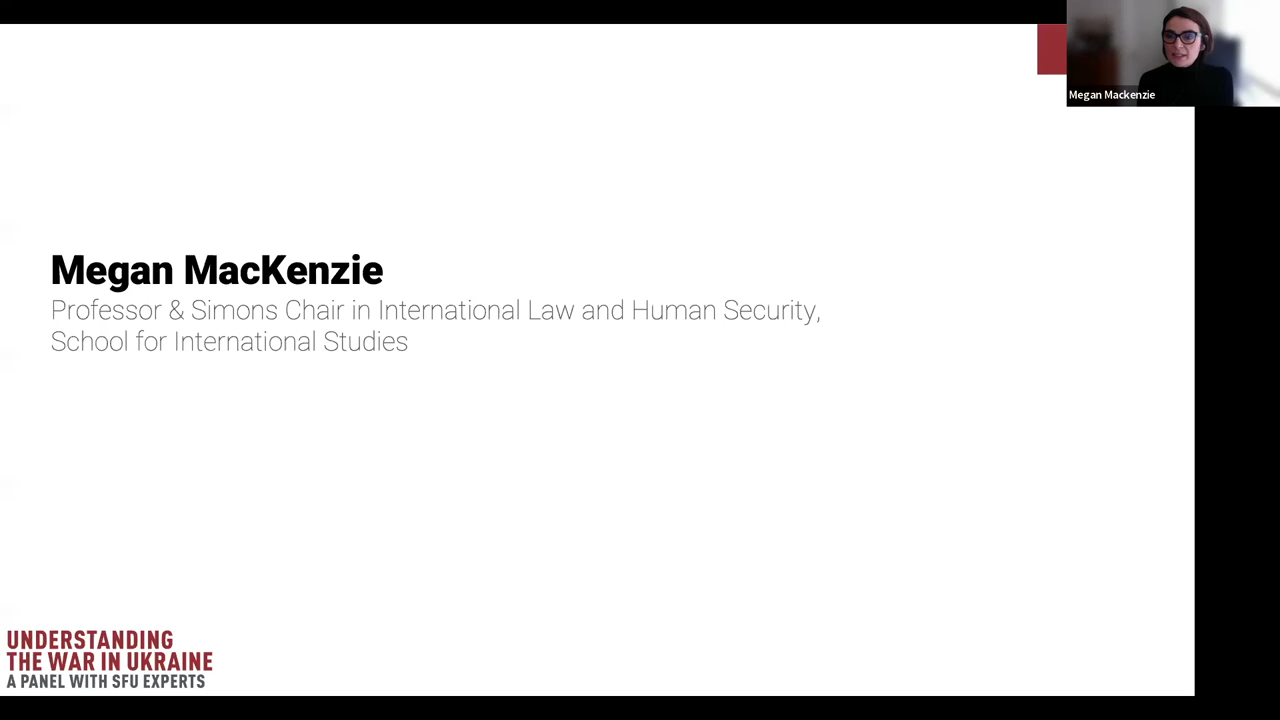 Megan Mackenzie
Megan MacKenzie
Professor & Simons Chair in International Law and Human Security,
School for International Studies
UNDERSTANDING
THE WAR IN UKRAINE
A PANEL WITH SFU EXPERTS